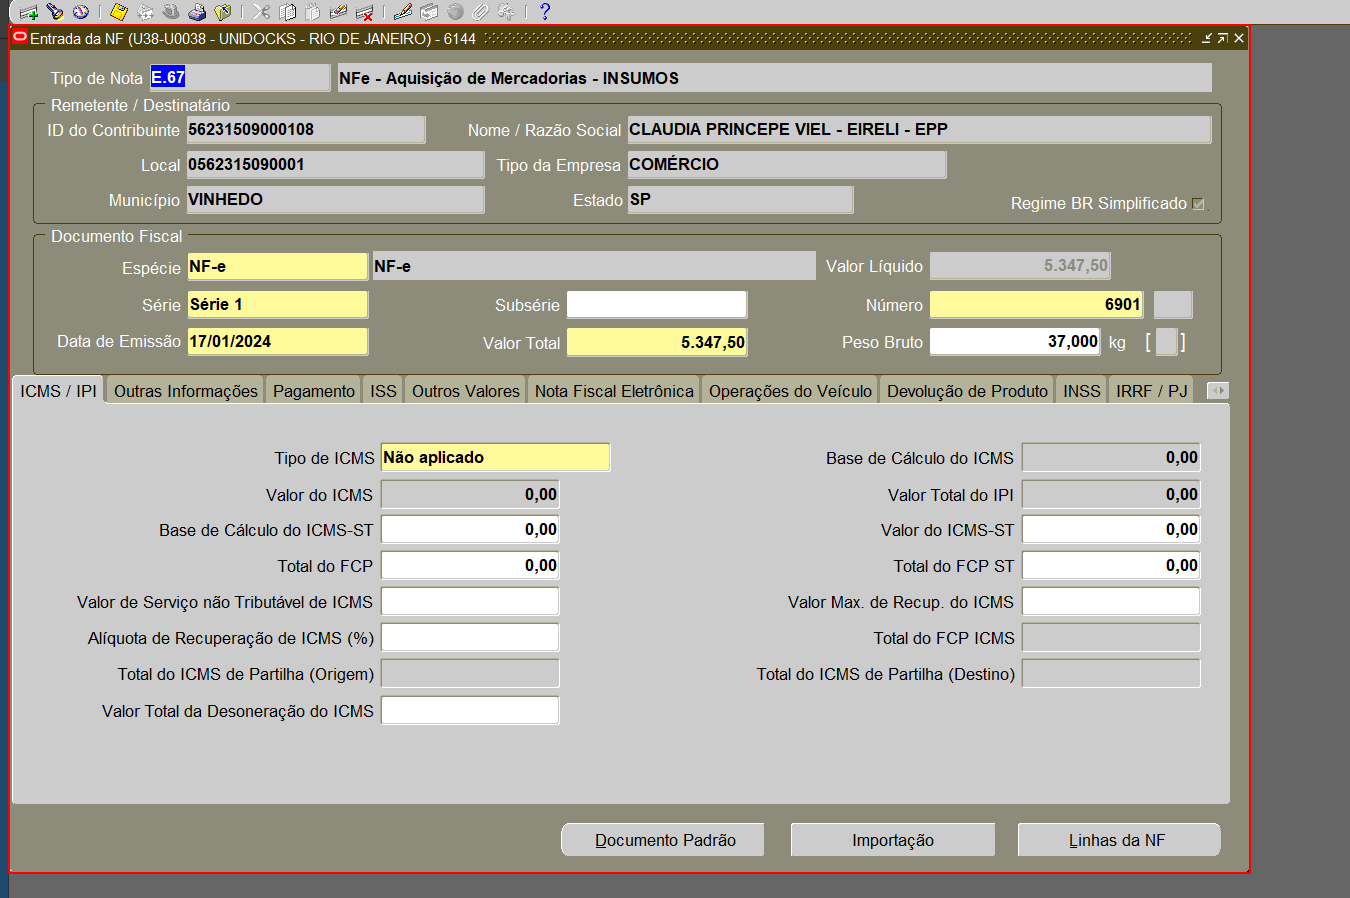 Entrada da NF (U38-U0038 - UNIDOCKS - RIO DE JANEIRO) - 6144
Tipo de Nota E.67 NFe - Aquisição de Mercadorias - INSUMOS
Remetente / Destinatário
ID do Contribuinte 56231509000108 Nome / Razão Social CLAUDIA PRINCEPE VIEL - EIRELI - EPP
Local 0562315090001 Tipo da Empresa COMÉRCIO
Município VINHEDO Estado SP Regime BR Simplificado
Documento Fiscal
Espécie NF-e NF-e Valor Líquido 5.347,50
Série Série 1 Subsérie Número 6901
Data de Emissão 17/01/2024 Valor Total 5.347,50 Peso Bruto 37,000 kg [ ]
ICMS / IPI Outras Informações Pagamento ISS Outros Valores Nota Fiscal Eletrônica Operações do Veículo Devolução de Produto INSS IRRF / PJ
Tipo de ICMS Não aplicado Base de Cálculo do ICMS 0,00
Valor do ICMS 0,00 Valor Total do IPI 0,00
Base de Cálculo do ICMS-ST 0,00 Valor do ICMS-ST 0,00
Total do FCP 0,00 Total do FCP ST 0,00
Valor de Serviço não Tributável de ICMS Valor Max. de Recup. do ICMS
Alíquota de Recuperação de ICMS (%) Total do FCP ICMS
Total do ICMS de Partilha (Origem) Total do ICMS de Partilha (Destino)
Valor Total da Desoneração do ICMS
Documento Padrão Importação Linhas da NF